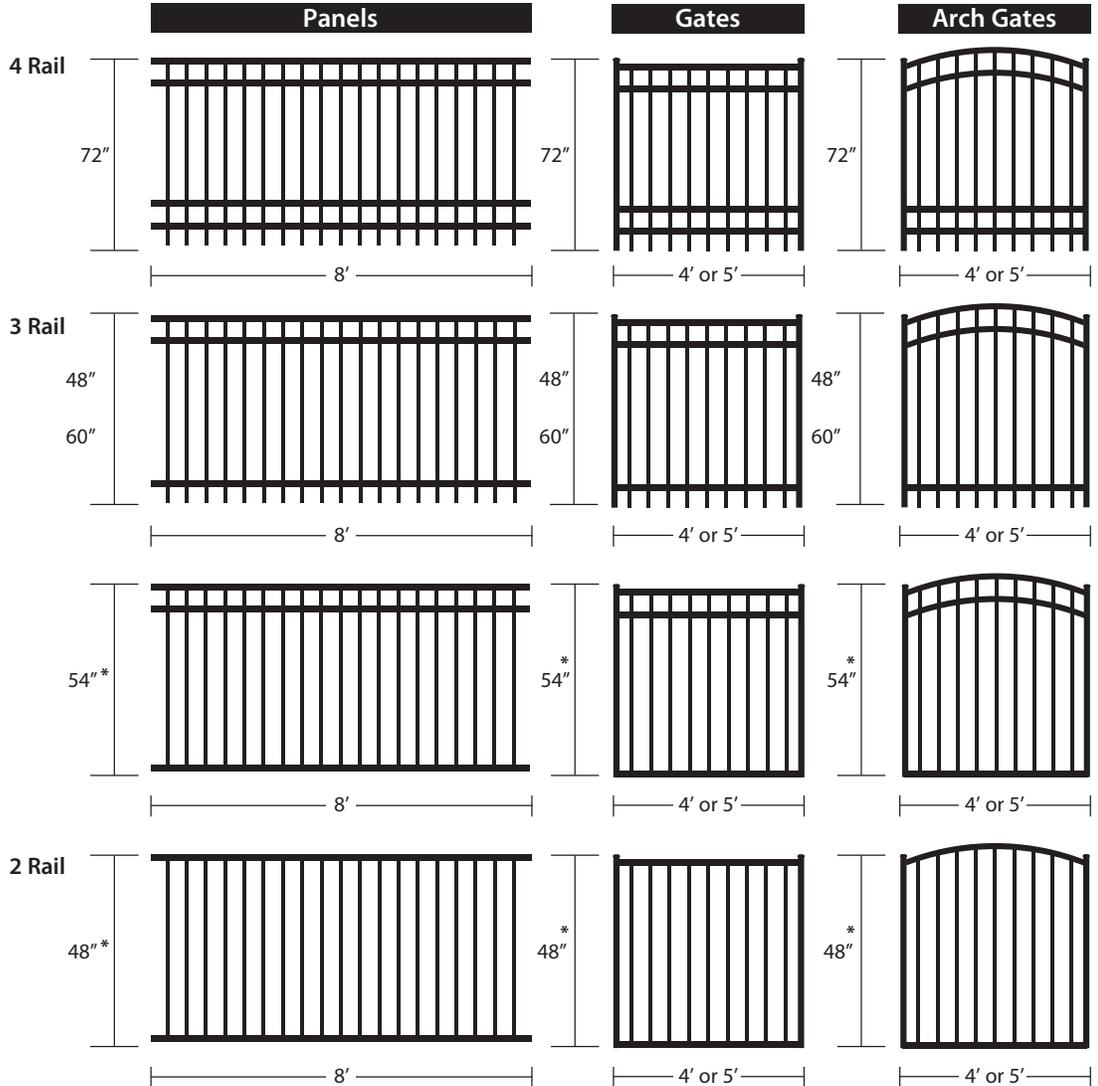 Panels Gates Arch Gates
4 Rail
72” 72” 72”
8’ 4’ or 5’ 4’ or 5’
3 Rail
48” 48” 48”
60” 60” 60”
8’ 4’ or 5’ 4’ or 5’
54”* 54”* 54”*
8’ 4’ or 5’ 4’ or 5’
2 Rail
48”* 48”* 48”*
8’ 4’ or 5’ 4’ or 5’